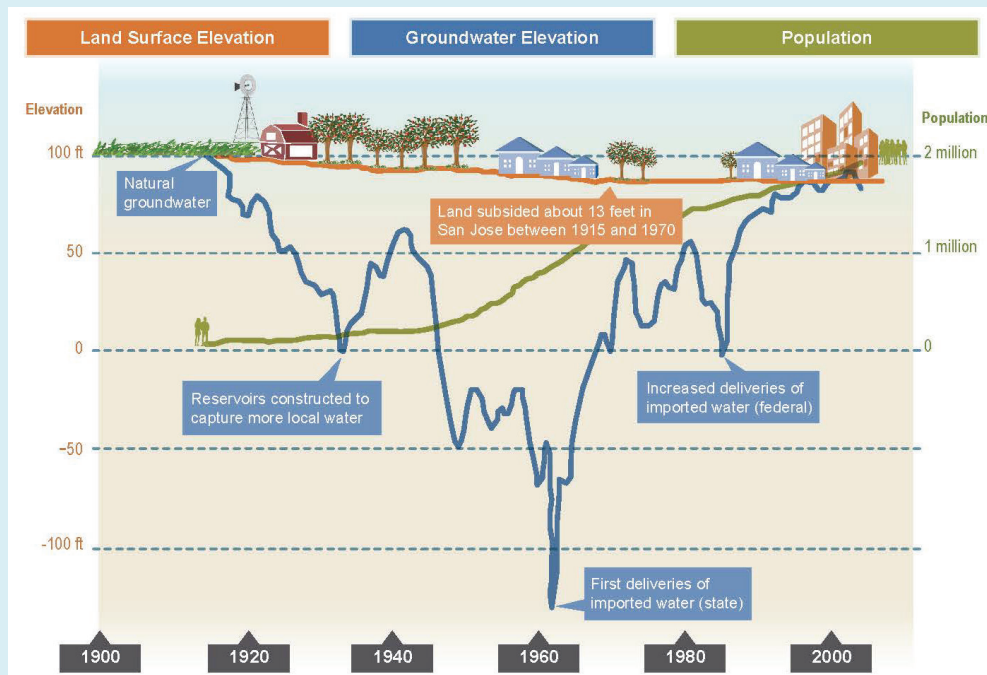 Land Surface Elevation
Groundwater Elevation
Population
Elevation
Population
100 ft
2 million
Natural
groundwater
Land subsided about 13 feet in
San Jose between 1915 and 1970
50
1 million
0
0
Reservoirs constructed to
capture more local water
Increased deliveries of
imported water (federal)
–50
-100 ft
First deliveries of
imported water (state)
1900
1920
1940
1960
1980
2000